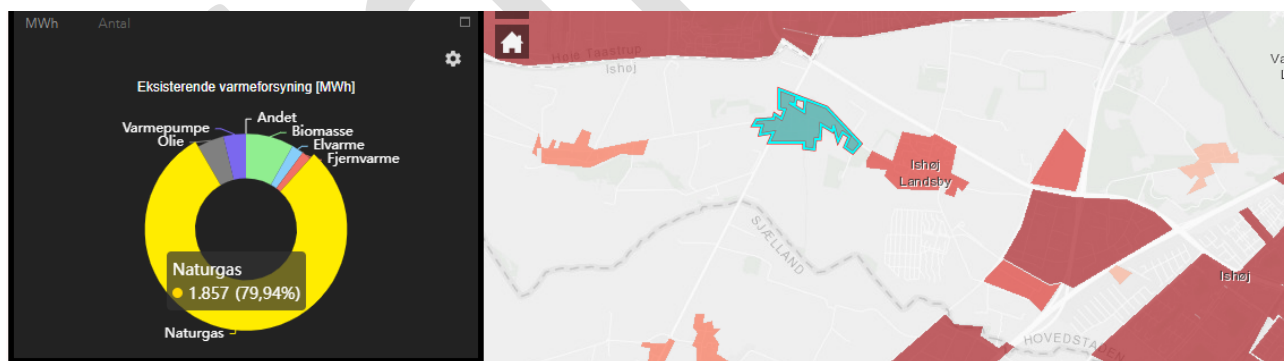 MWh
Antal
Eksisterende varmeforsyning [MWh]
Andet
Varmepumpe
Biomasse
Olie
Elvarme
Fjernvarme
Naturgas
1.857 (79,94%)
Naturgas
Høje Taastrup
Ishøj
Ishøj
Landsby
SJÆLLAND
Ishøj
HOVEDSTADEN